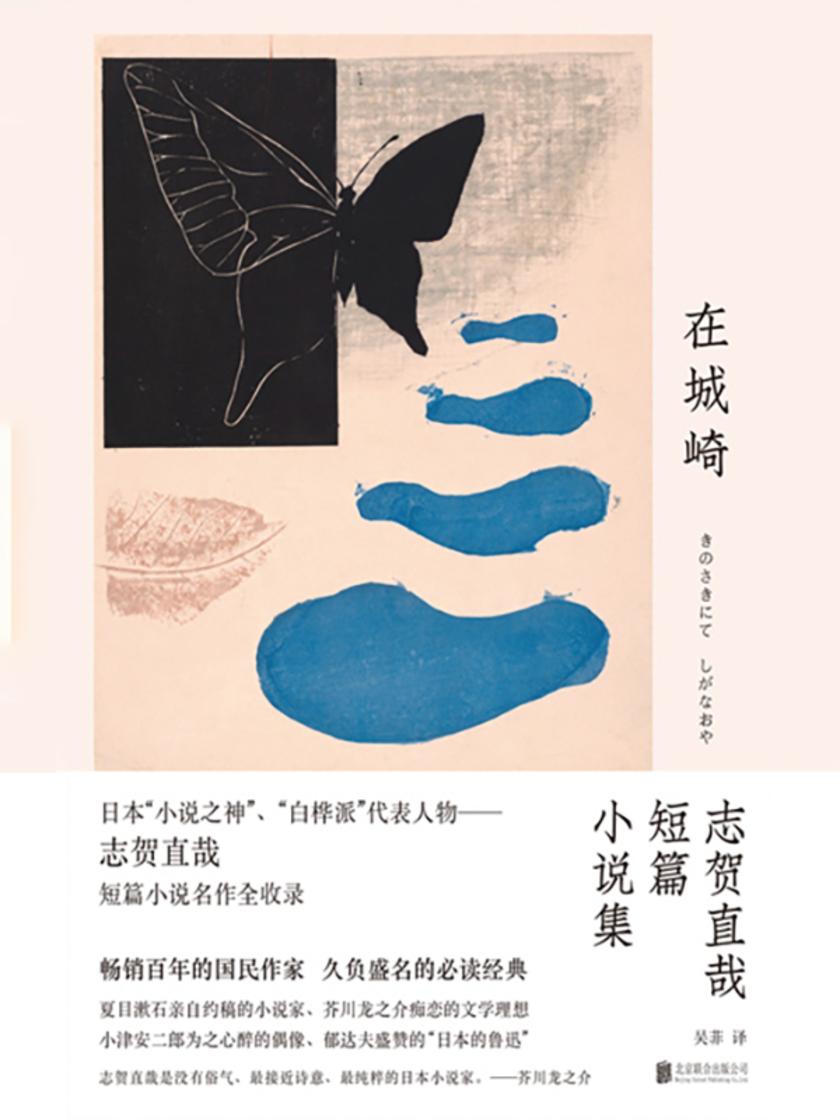 在城崎
きのさきにて しがなおや
志贺直哉
短篇
小说集
吴菲 译
北京联合出版公司
Beijing United Publishing Co.,Ltd.
日本“小说之神”、“白桦派”代表人物——
志贺直哉
短篇小说名作全收录
畅销百年的国民作家 久负盛名的必读经典
夏目漱石亲自约稿的小说家、芥川龙之介痴恋的文学理想
小津安二郎为之心醉的偶像、郁达夫盛赞的“日本的鲁迅”
志贺直哉是没有俗气、最接近诗意、最纯粹的日本小说家。——芥川龙之介